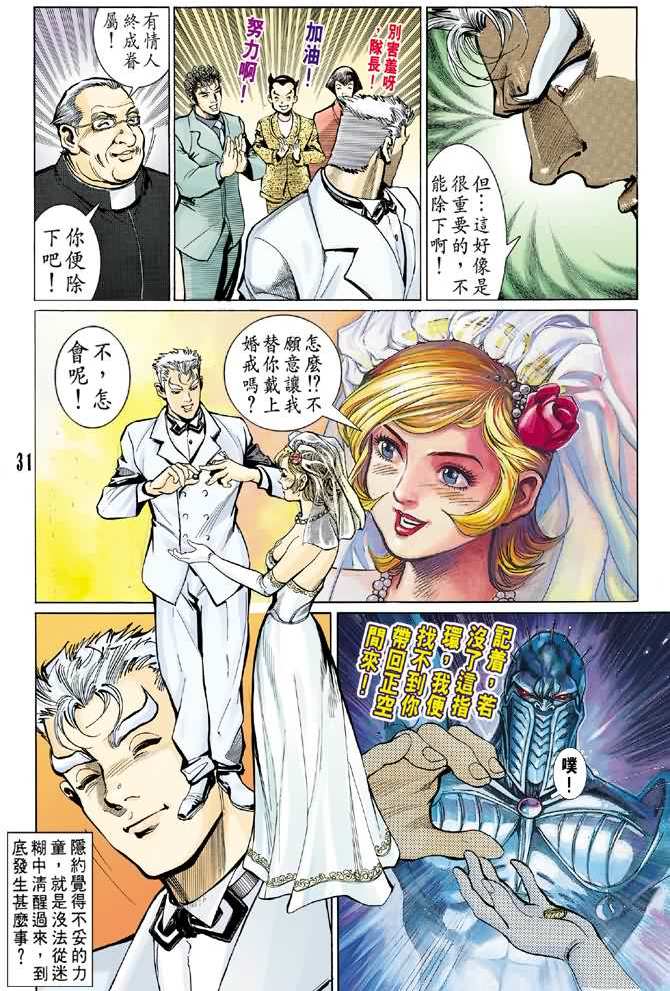 但…這好像是
很重要的，不
能除下啊！
別害羞呀
，隊長！
加油！
努力啊！
有情人
終成眷
屬！
你便除
下吧！
怎麼!?不
願意讓我
替你戴上
婚戒嗎？
不，怎
會呢！
31
記着，若
沒了這指
環，我便
找不到你
帶回正空
間來！
噗！
隱約覺得不妥的力
童，就是沒法從迷
糊中清醒過來，到
底發生甚麼事？